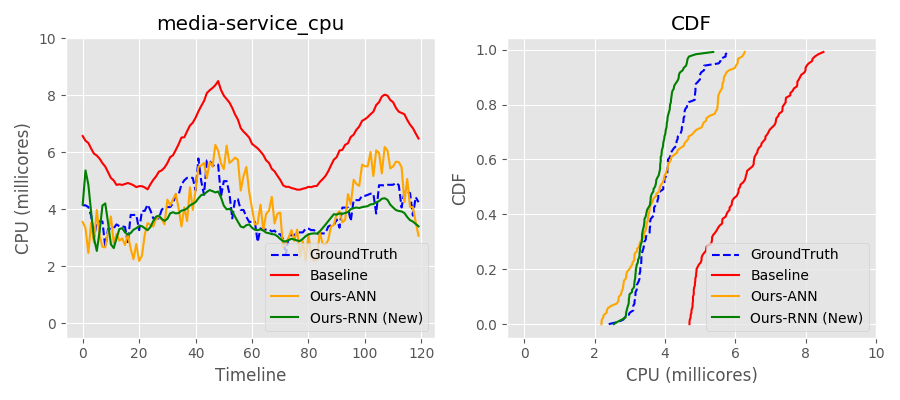 media-service_cpu
CPU (millicores)
10
8
6
4
2
0
0
20
40
60
80
100
120
Timeline
GroundTruth
Baseline
Ours-ANN
Ours-RNN (New)
CDF
CDF
1.0
0.8
0.6
0.4
0.2
0.0
0
2
4
6
8
10
CPU (millicores)
GroundTruth
Baseline
Ours-ANN
Ours-RNN (New)